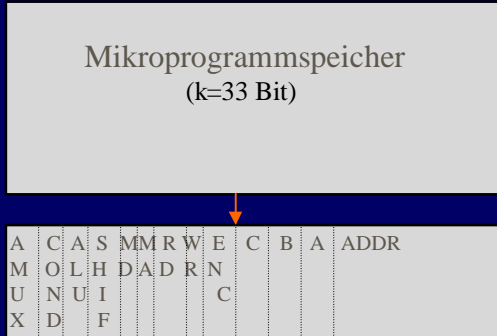 Mikroprogrammspeicher
(k=33 Bit)
A C A S M M R W E C B A ADDR
M O L H D A D R N
U N U I C
X D F